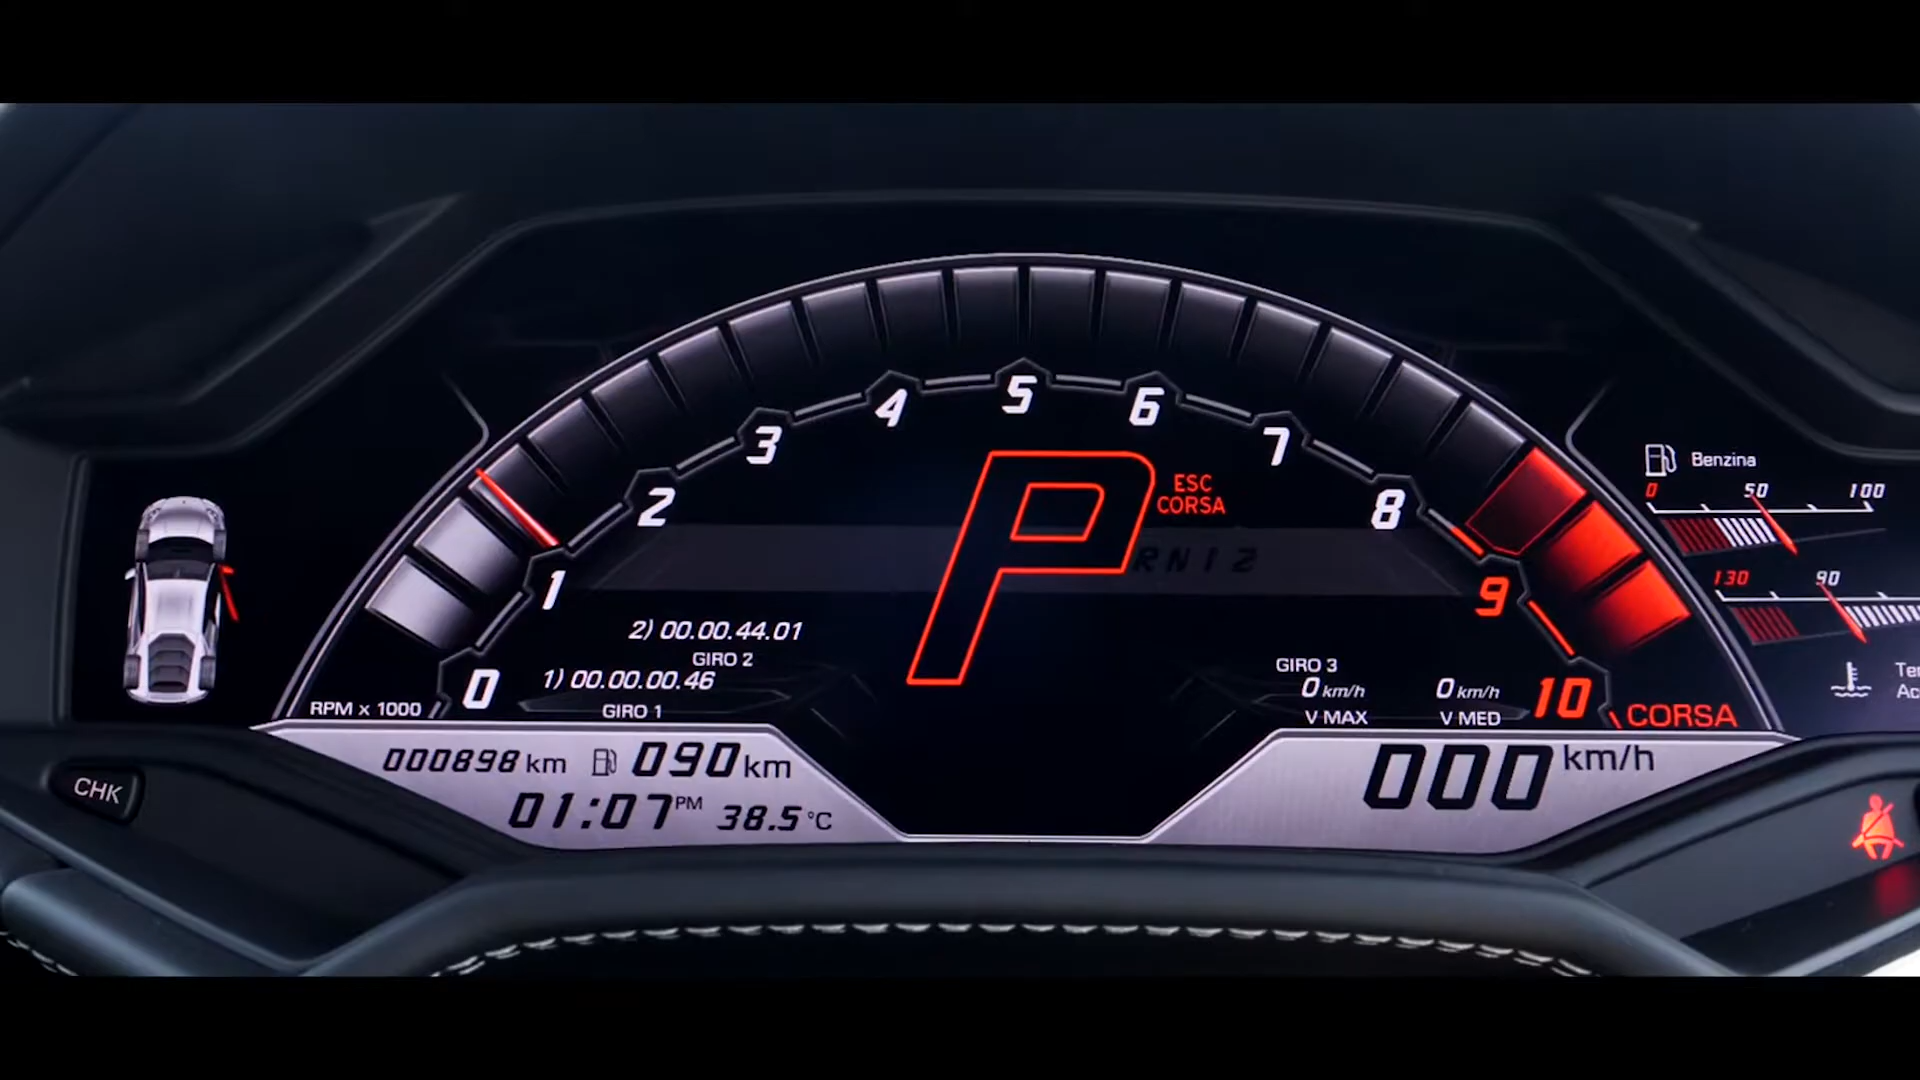 4 5 6
3 7
2 8
1 9
0 10
P
ESC
CORSA
Benzina
0 50 100
130 90
2) 00.00.44.01
GIRO 2
1) 00.00.00.46
GIRO 1
RPM x 1000
GIRO 3
0 km/h 0 km/h
V MAX V MED
CORSA
000898 km 090 km
01:07 PM 38.5 °C
000 km/h
CHK